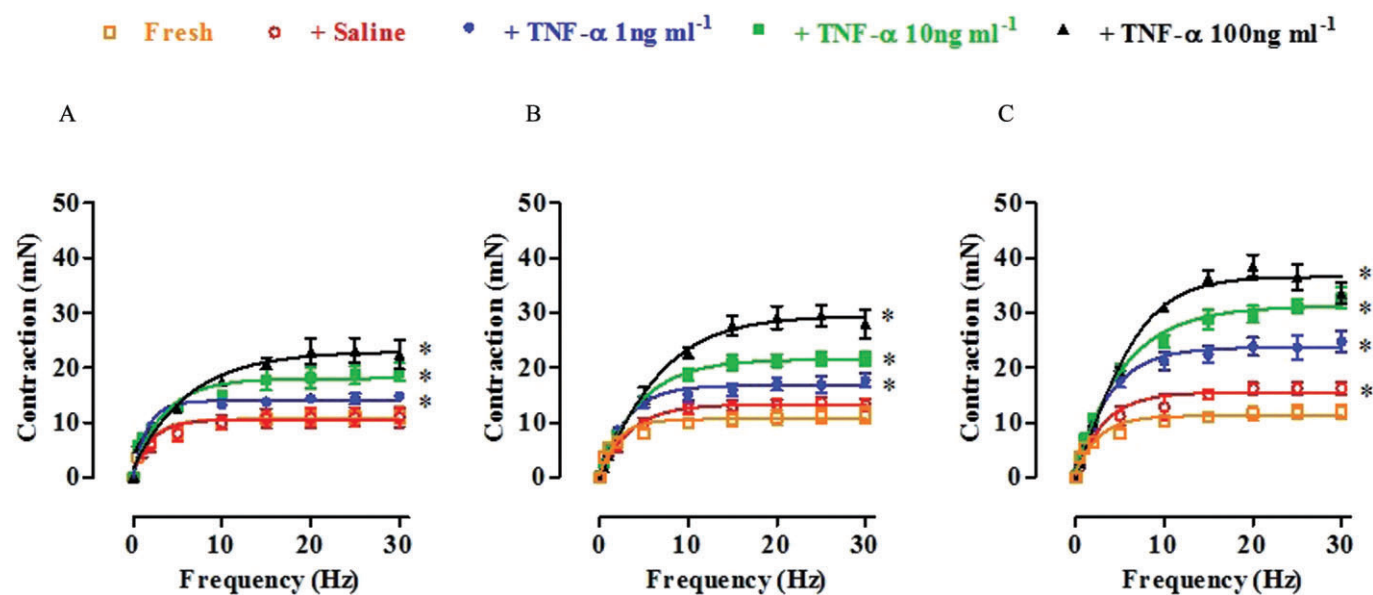 Fresh + Saline + TNF-α 1ng ml⁻¹ + TNF-α 10ng ml⁻¹ + TNF-α 100ng ml⁻¹
A B C
50 50 50
40 40 40
30 30 30
20 20 20
10 10 10
0 0 0
Contraction (mN) Contraction (mN) Contraction (mN)
* * * * * * * * * *
0 10 20 30 0 10 20 30 0 10 20 30
Frequency (Hz) Frequency (Hz) Frequency (Hz)